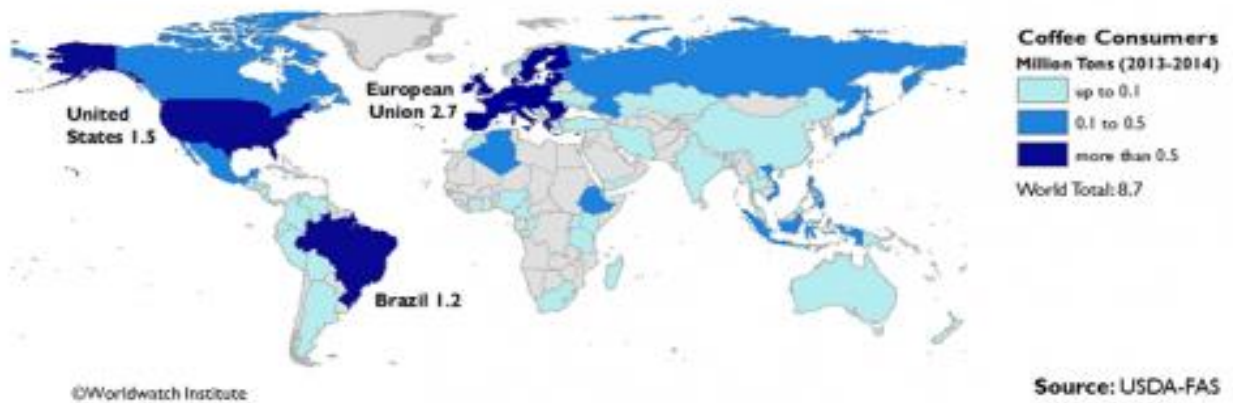 Coffee Consumers
Million Tons (2013-2014)
up to 0.1
0.1 to 0.5
more than 0.5
World Total: 8.7
European
Union 2.7
United
States 1.5
Brazil 1.2
©Worldwatch Institute
Source: USDA-FAS